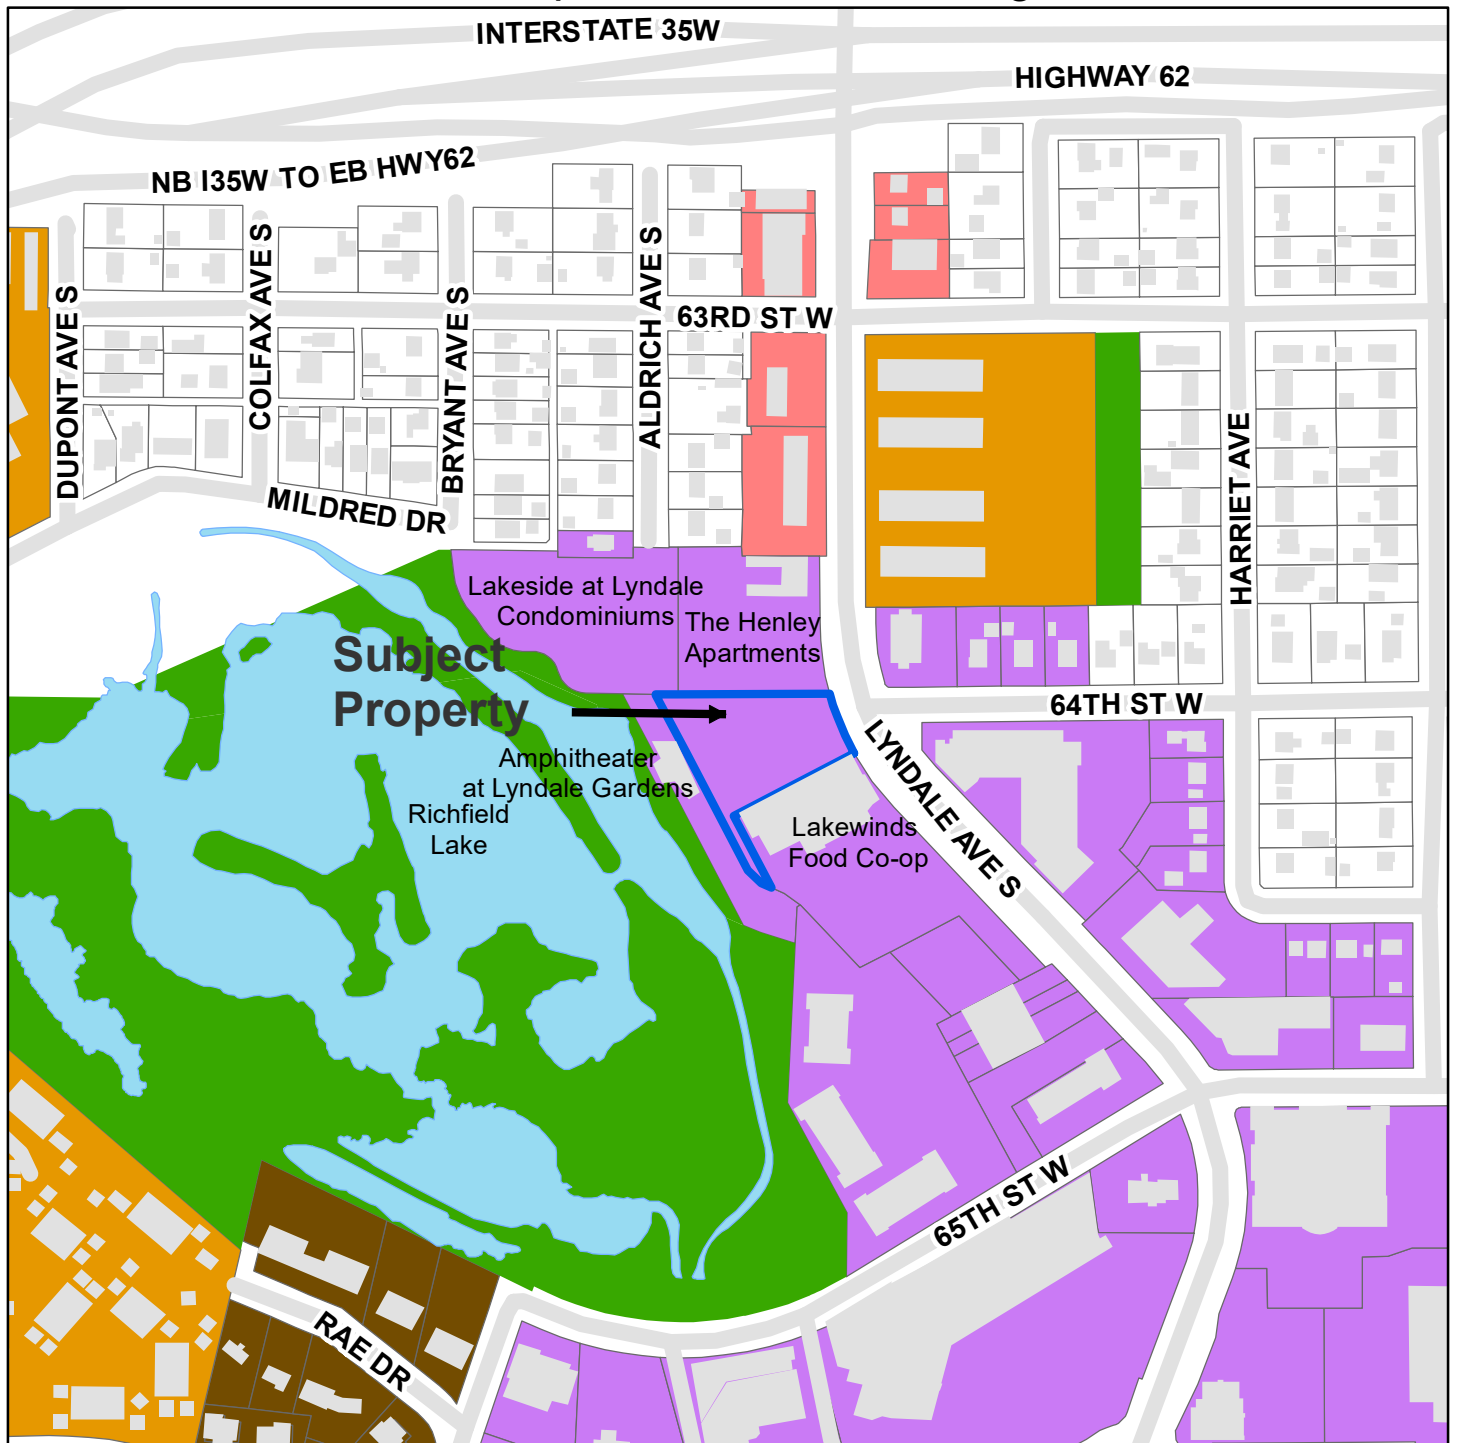 INTERSTATE 35W
HIGHWAY 62
NB I35W TO EB HWY62
DUPONT AVE S
COLFAX AVE S
BRYANT AVE S
ALDRICH AVE S
63RD ST W
MILDRED DR
HARRIET AVE
Lakeside at Lyndale
Condominiums
The Henley
Apartments
Subject
Property
64TH ST W
LYNDALE AVE S
Amphitheater
at Lyndale Gardens
Richfield
Lake
Lakewinds
Food Co-op
65TH ST W
RAE DR